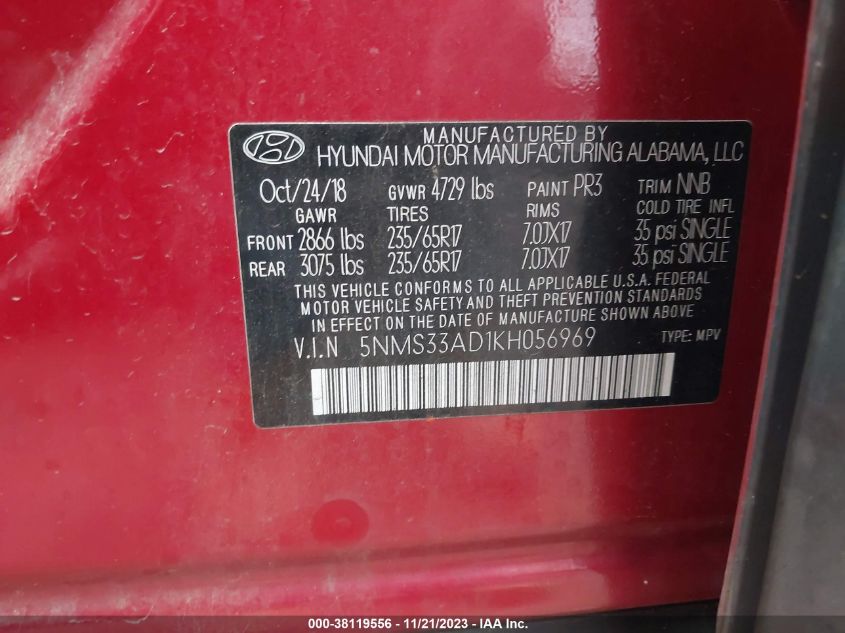 MANUFACTURED BY
HYUNDAI MOTOR MANUFACTURING ALABAMA, LLC
Oct/24/18 GVWR 4729 lbs PAINT PR3 TRIM NNB
GAWR TIRES RIMS COLD TIRE INFL
FRONT 2866 lbs 235/65R17 7.0JX17 35 psi SINGLE
REAR 3075 lbs 235/65R17 7.0JX17 35 psi SINGLE
THIS VEHICLE CONFORMS TO ALL APPLICABLE U.S.A. FEDERAL
MOTOR VEHICLE SAFETY AND THEFT PREVENTION STANDARDS
IN EFFECT ON THE DATE OF MANUFACTURE SHOWN ABOVE
V.I.N 5NMS33AD1KH056969 TYPE: MPV
000-38119556 - 11/21/2023 - IAA Inc.